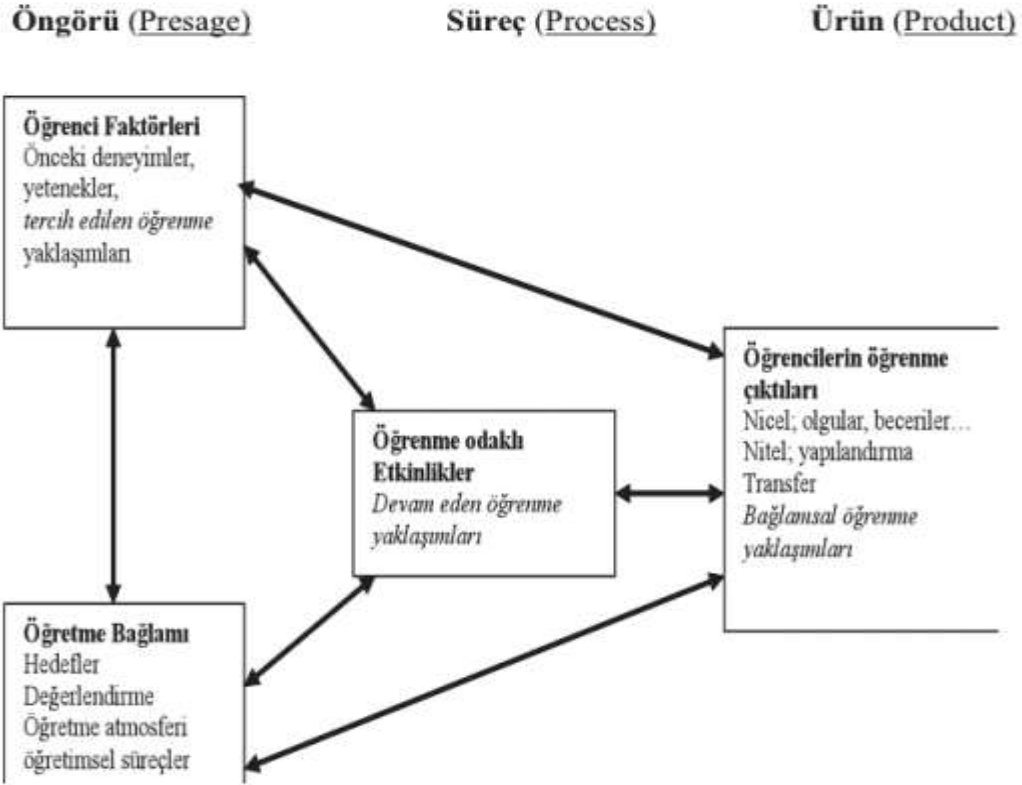 Öngörü (Presage)
Süreç (Process)
Ürün (Product)
Öğrenci Faktörleri
Önceki deneyimler,
yetenekler,
tercih edilen öğrenme
yaklaşımları
Öğrenme odaklı
Etkinlikler
Devam eden öğrenme
yaklaşımları
Öğrencilerin öğrenme
çıktıları
Nicel; olgular, beceriler…
Nitel; yapılandırma
Transfer
Bağlamsal öğrenme
yaklaşımları
Öğretme Bağlamı
Hedefler
Değerlendirme
Öğretme atmosferi
öğretimsel süreçler